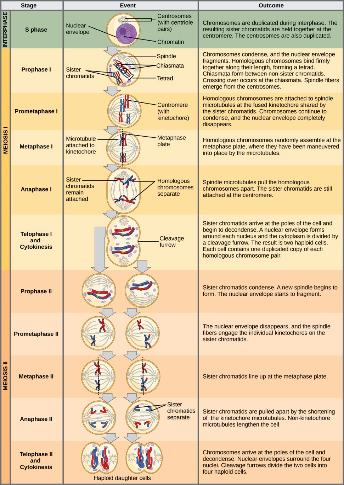 Stage
Event
Outcome
INTERPHASE
S phase
Nuclear
envelope
Centrosomes
(with centriole
pairs)
Chromatin
Chromosomes are duplicated during interphase. The
resulting sister chromatids are held together at the
centromere. The centrosomes are also duplicated.
MEIOSIS I
Prophase I
Sister
chromatids
Spindle
Chiasmata
Tetrad
Chromosomes condense, and the nuclear envelope
fragments. Homologous chromosomes bind firmly
together along their length, forming a tetrad.
Chiasmata form between non-sister chromatids.
Crossing over occurs at the chiasmata. Spindle fibers
emerge from the centrosomes.
Prometaphase I
Centromere
(with
kinetochore)
Homologous chromosomes are attached to spindle
microtubules at the fused kinetochore shared by
the sister chromatids. Chromosomes continue to
condense, and the nuclear envelope completely
disappears.
Metaphase I
Microtubule
attached to
kinetochore
Metaphase
plate
Homologous chromosomes randomly assemble at the
metaphase plate, where they have been maneuvered
into place by the microtubules.
Anaphase I
Sister
chromatids
remain
attached
Homologous
chromosomes
separate
Spindle microtubules pull the homologous
chromosomes apart. The sister chromatids are still
attached at the centromere.
Telophase I
and
Cytokinesis
Cleavage
furrow
Sister chromatids arrive at the poles of the cell and
begin to decondense. A nuclear envelope forms
around each nucleus and the cytoplasm is divided by
a cleavage furrow. The result is two haploid cells.
Each cell contains one duplicated copy of each
homologous chromosome pair.
MEIOSIS II
Prophase II
Sister chromatids condense. A new spindle begins to
form. The nuclear envelope starts to fragment.
Prometaphase II
The nuclear envelope disappears, and the spindle
fibers engage the individual kinetochores on the
sister chromatids.
Metaphase II
Sister chromatids line up at the metaphase plate.
Anaphase II
Sister
chromatids
separate
Sister chromatids are pulled apart by the shortening
of the kinetochore microtubules. Non-kinetochore
microtubules lengthen the cell.
Telophase II
and
Cytokinesis
Haploid daughter cells
Chromosomes arrive at the poles of the cell and
decondense. Nuclear envelopes surround the four
nuclei. Cleavage furrows divide the two cells into
four haploid cells.